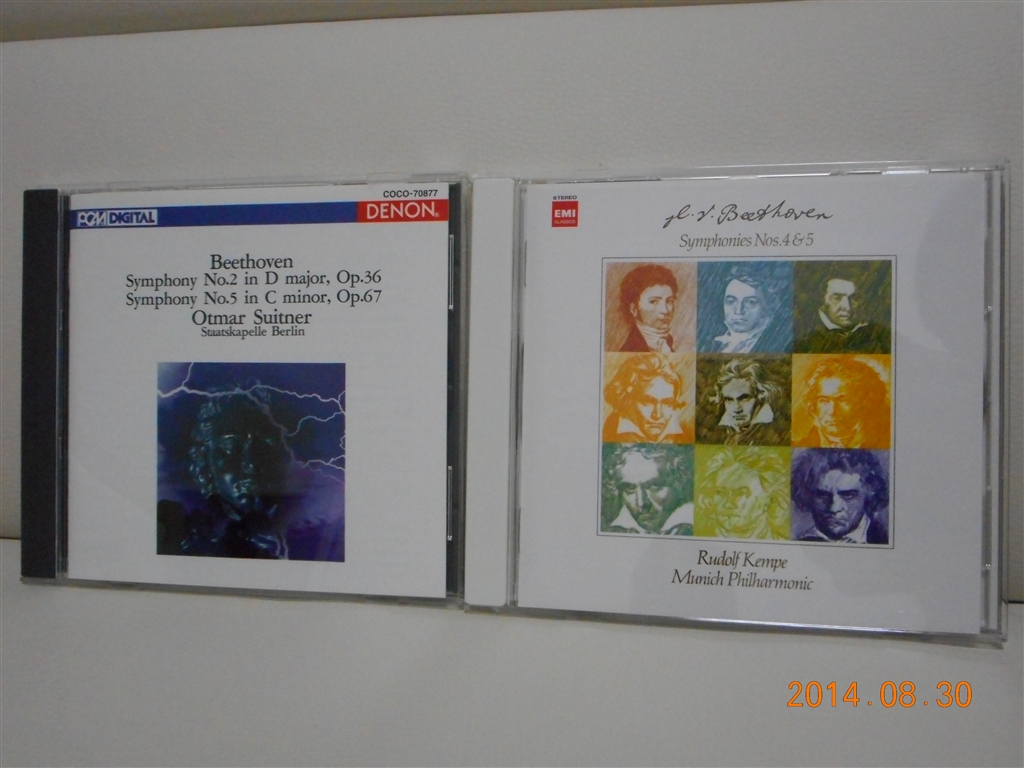 COCO-70877
PCM DIGITAL
DENON®
Beethoven
Symphony No.2 in D major, Op.36
Symphony No.5 in C minor, Op.67
Otmar Suitner
Staatskapelle Berlin
STEREO
EMI
CLASSICS
L. v. Beethoven
Symphonies Nos.4 & 5
Rudolf Kempe
Munich Philharmonic
2014.08.30